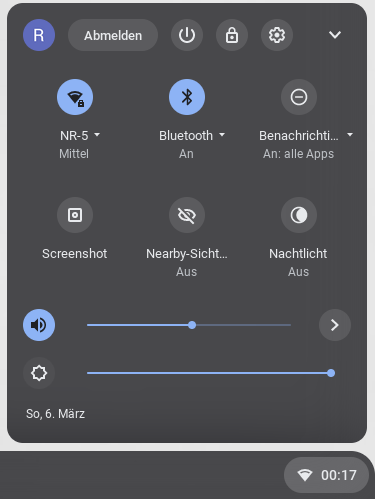 R Abmelden
NR-5 Bluetooth Benachrichti...
Mittel An An: alle Apps
Screenshot Nearby-Sicht... Nachtlicht
Aus Aus
So, 6. März
00:17